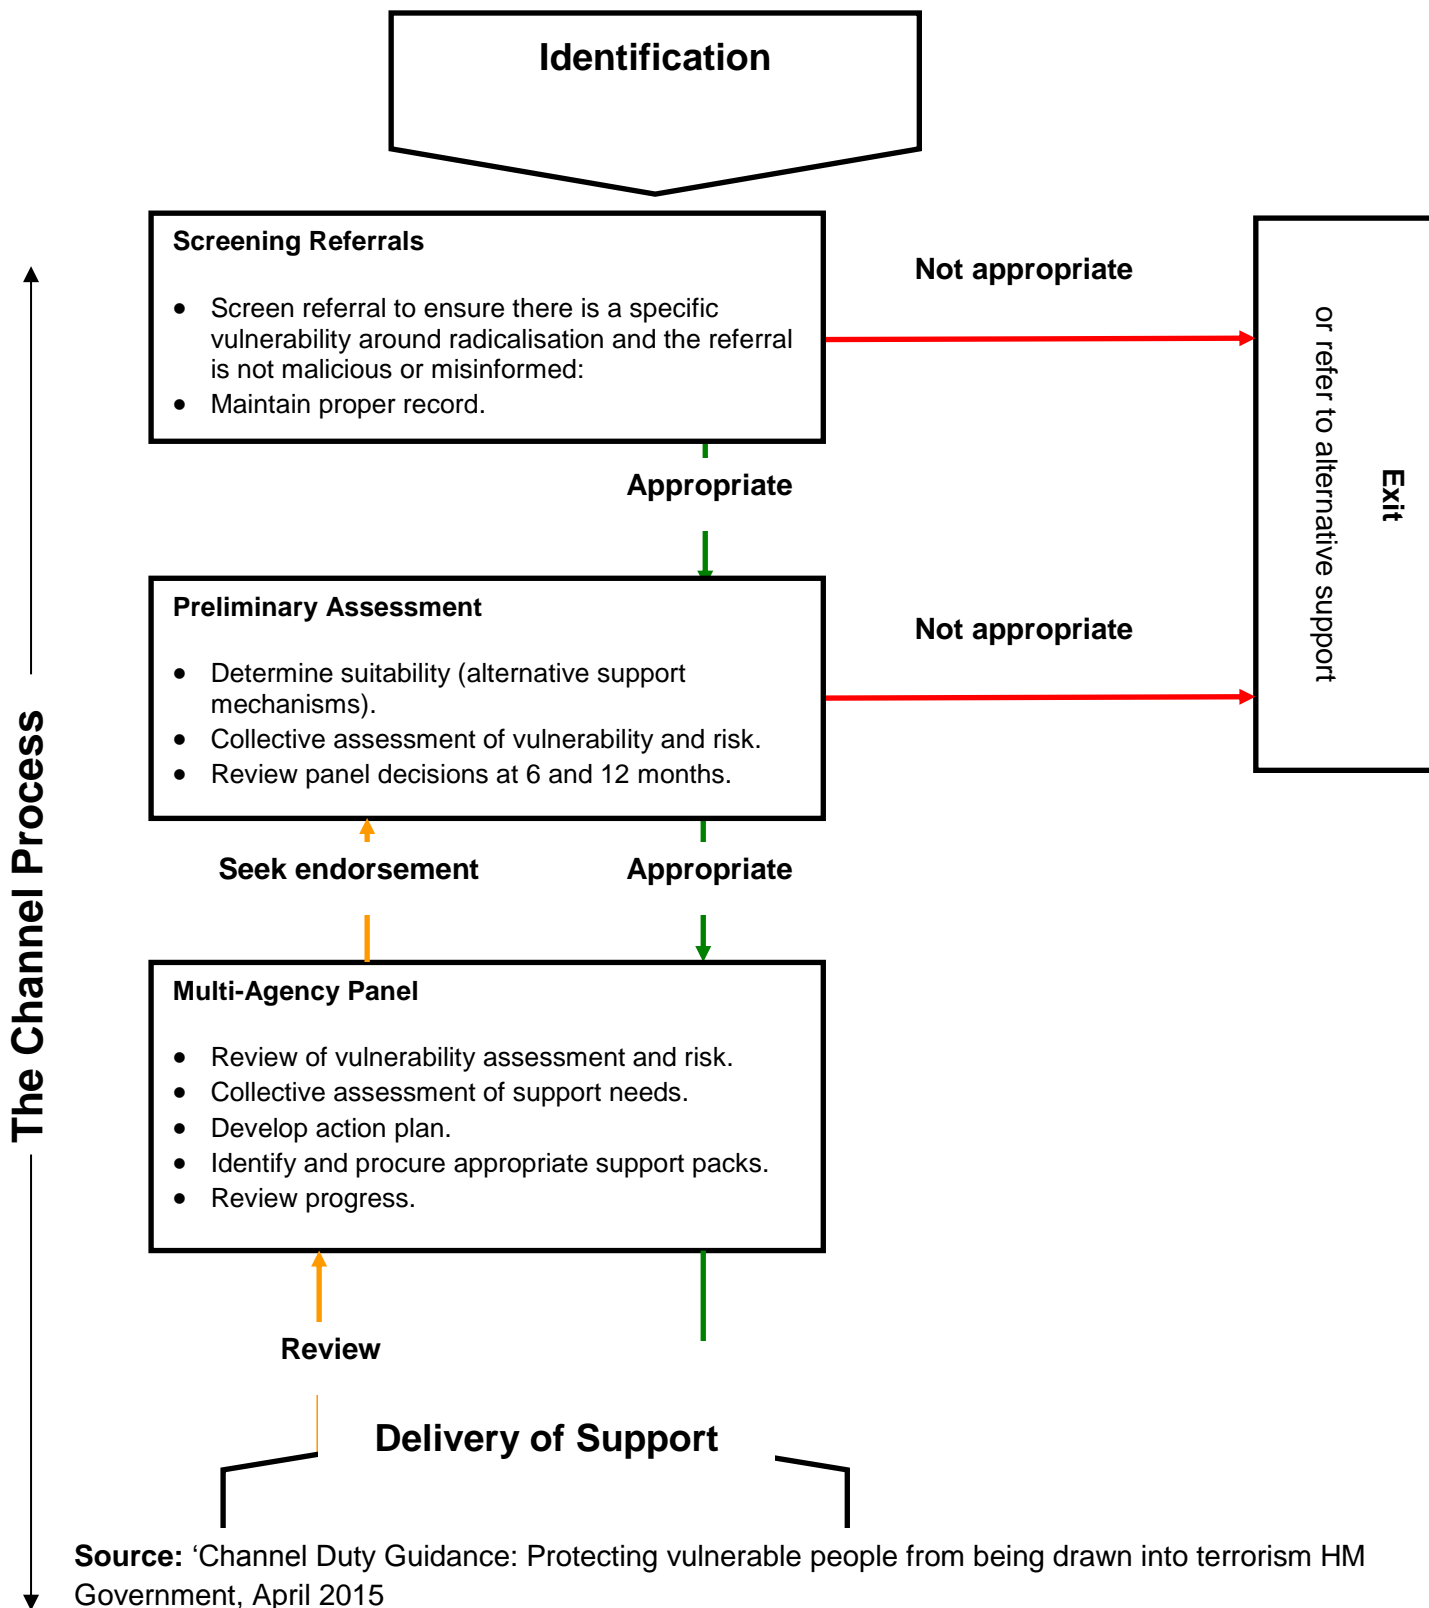 Identification
Screening Referrals
• Screen referral to ensure there is a specific
vulnerability around radicalisation and the referral
is not malicious or misinformed:
• Maintain proper record.
Not appropriate
Exit
or refer to alternative support
Appropriate
Preliminary Assessment
• Determine suitability (alternative support
mechanisms).
• Collective assessment of vulnerability and risk.
• Review panel decisions at 6 and 12 months.
Not appropriate
Seek endorsement
Appropriate
The Channel Process
Multi-Agency Panel
• Review of vulnerability assessment and risk.
• Collective assessment of support needs.
• Develop action plan.
• Identify and procure appropriate support packs.
• Review progress.
Review
Delivery of Support
Source: ‘Channel Duty Guidance: Protecting vulnerable people from being drawn into terrorism HM
Government, April 2015